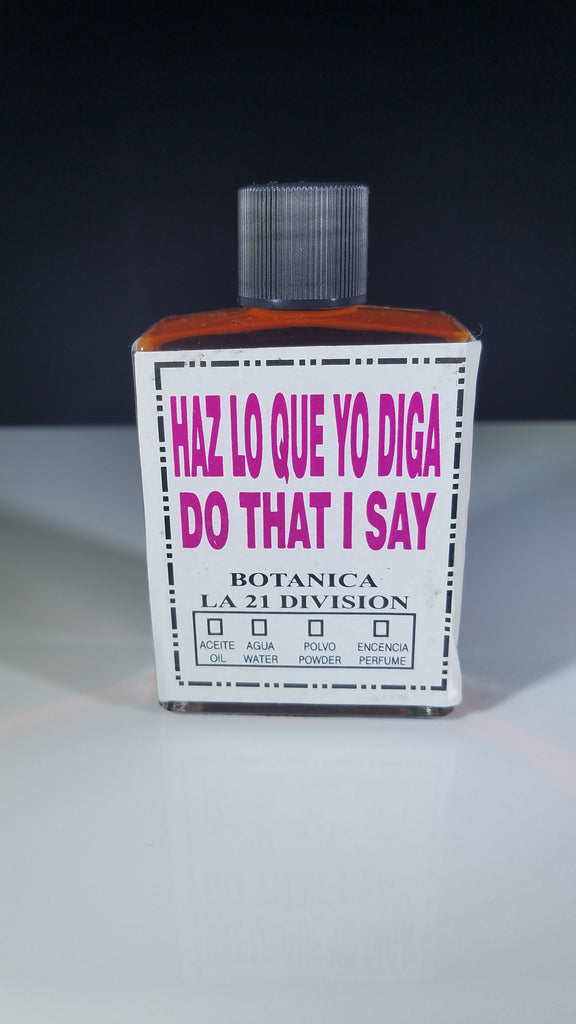 HAZ LO QUE YO DIGA
DO THAT I SAY
BOTANICA
LA 21 DIVISION
ACEITE AGUA POLVO ENCENCIA
OIL WATER POWDER PERFUME